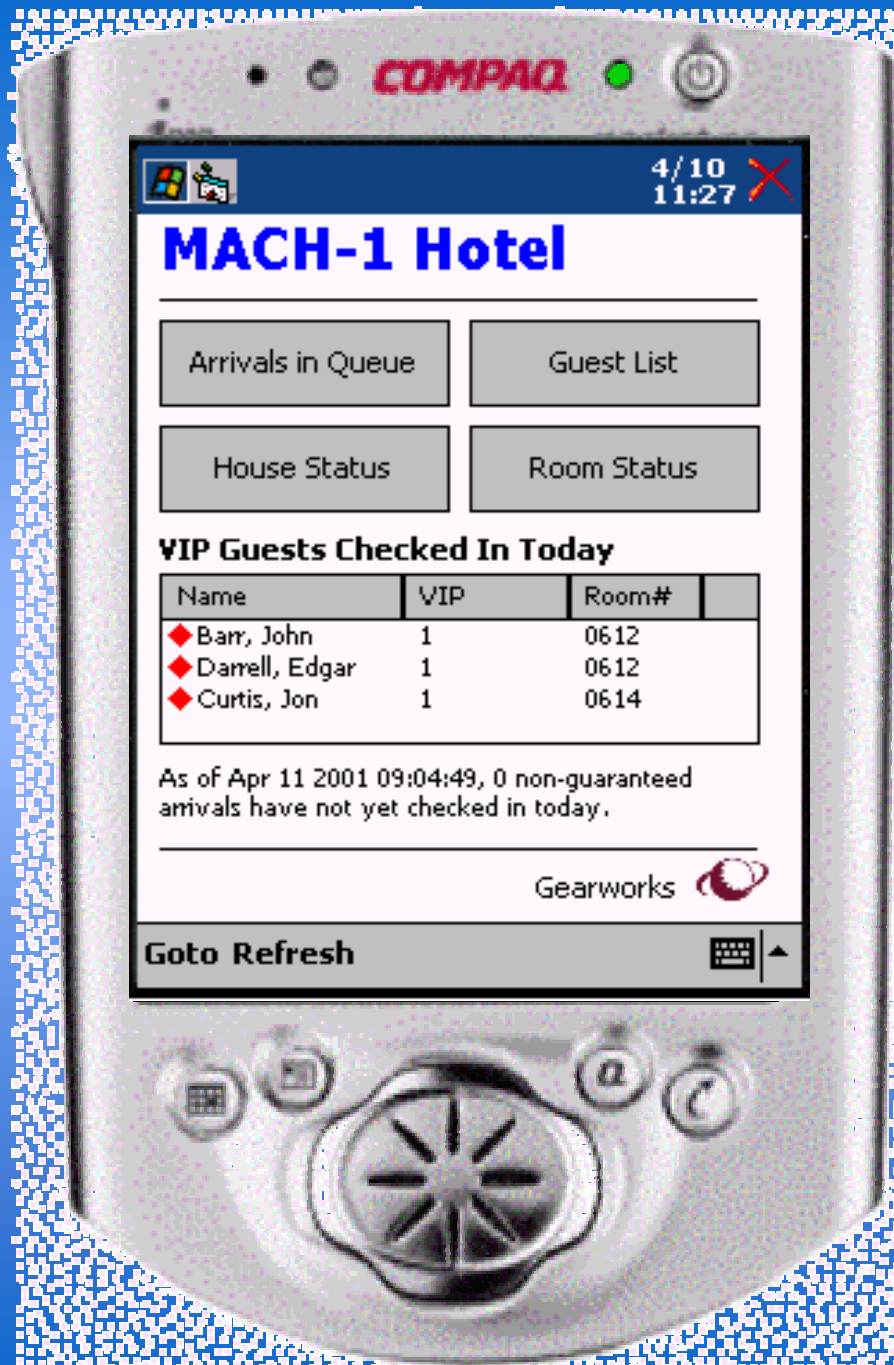 COMPAQ
4/10
11:27
MACH-1 Hotel
Arrivals in Queue
Guest List
House Status
Room Status
VIP Guests Checked In Today
Name VIP Room#
Barr, John 1 0612
Darrell, Edgar 1 0612
Curtis, Jon 1 0614
As of Apr 11 2001 09:04:49, 0 non-guaranteed
arrivals have not yet checked in today.
Gearworks
Goto Refresh